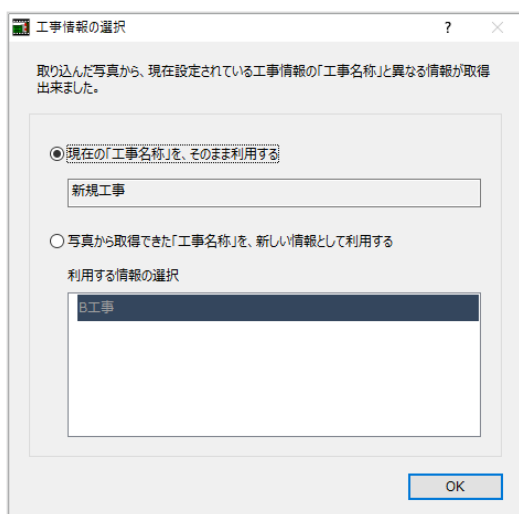 工事情報の選択
?
取り込んだ写真から、現在設定されている工事情報の「工事名称」と異なる情報が取得
出来ました。
現在の「工事名称」を、そのまま利用する
新規工事
写真から取得できた「工事名称」を、新しい情報として利用する
利用する情報の選択
B工事
OK